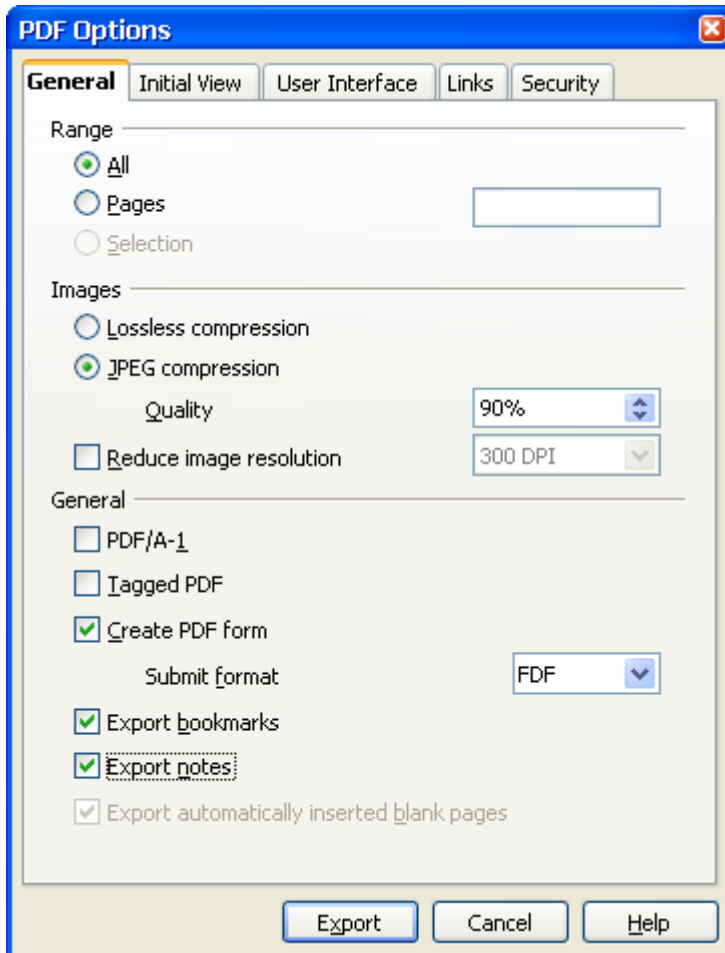 PDF Options
General Initial View User Interface Links Security
Range
All
Pages
Selection
Images
Lossless compression
JPEG compression
Quality 90%
Reduce image resolution 300 DPI
General
PDF/A-1
Tagged PDF
Create PDF form
Submit format FDF
Export bookmarks
Export notes
Export automatically inserted blank pages
Export Cancel Help